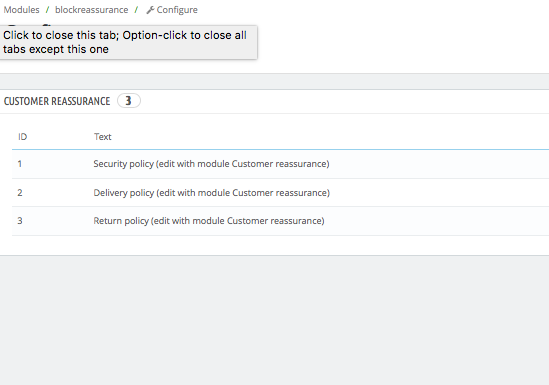 Modules / blockreassurance / Configure
Click to close this tab; Option-click to close all
tabs except this one
CUSTOMER REASSURANCE 3
ID Text
1 Security policy (edit with module Customer reassurance)
2 Delivery policy (edit with module Customer reassurance)
3 Return policy (edit with module Customer reassurance)